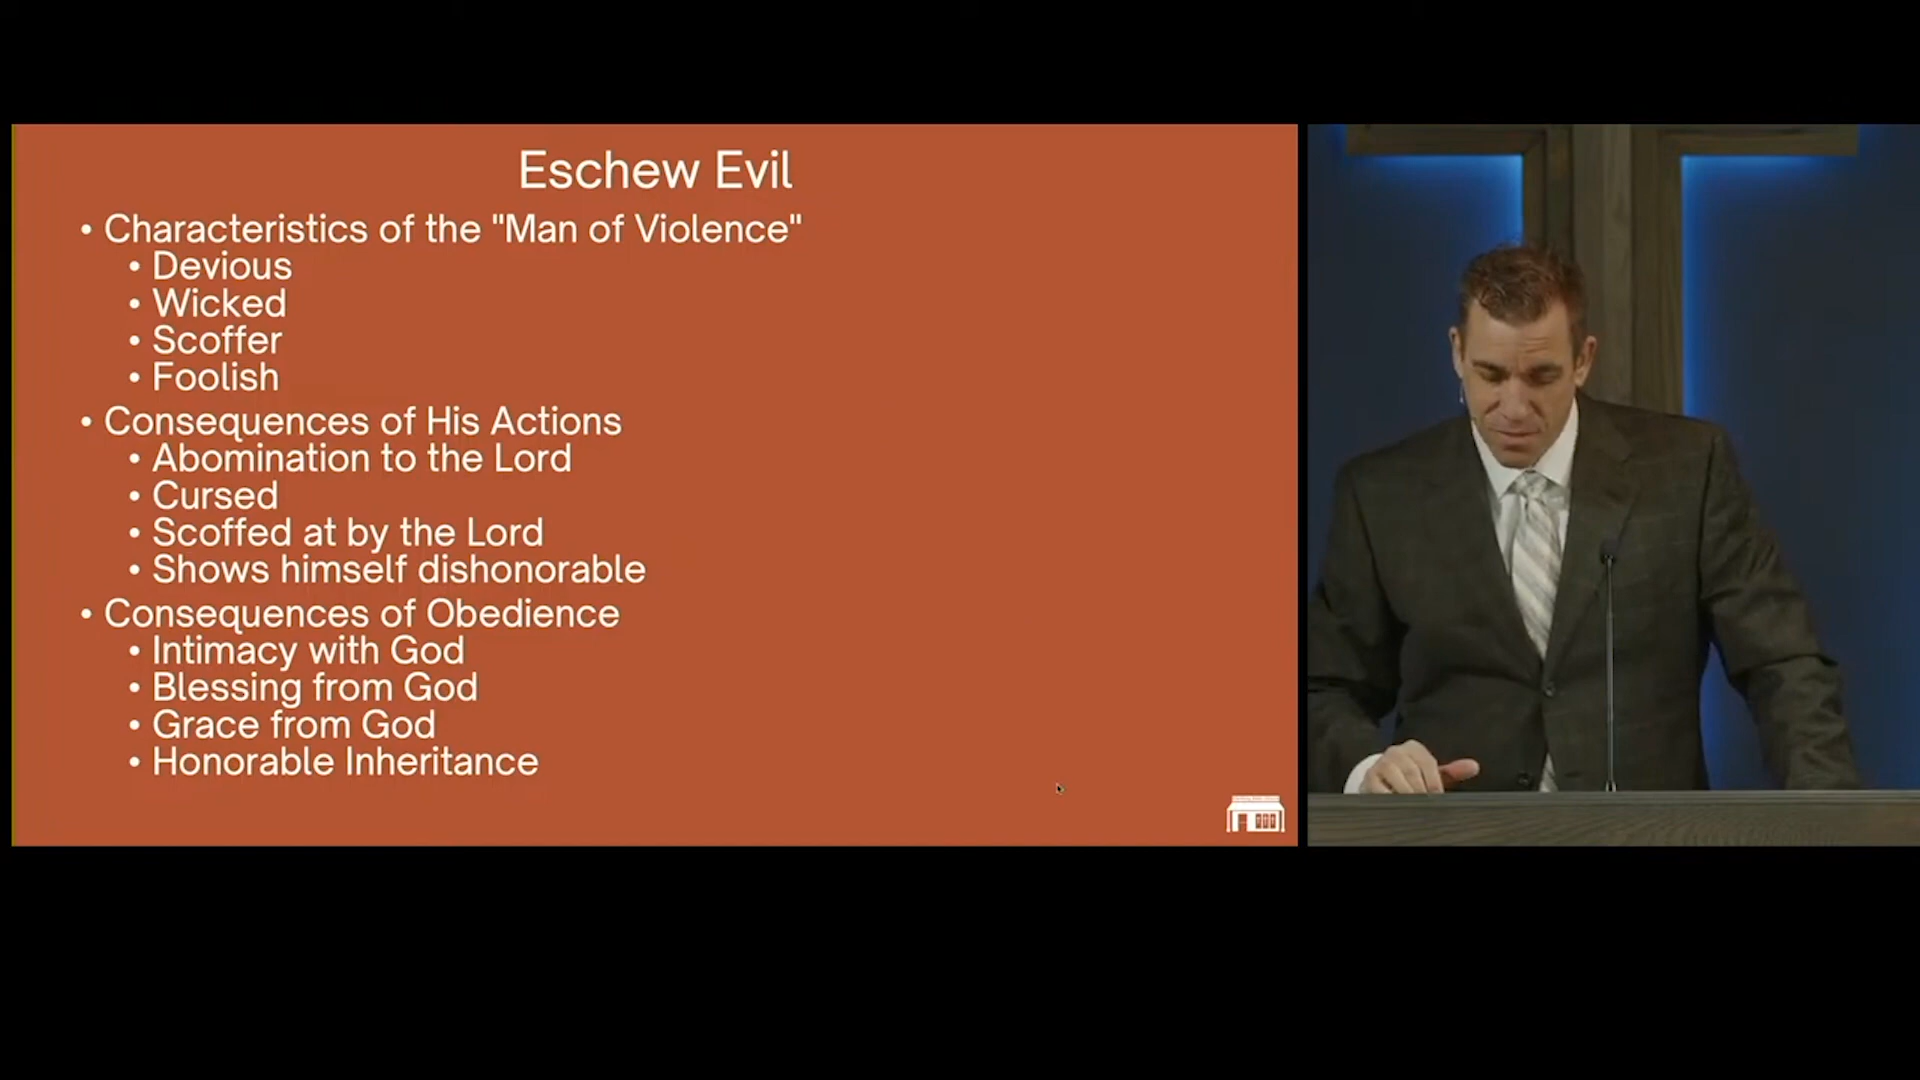 Eschew Evil
• Characteristics of the "Man of Violence"
• Devious
• Wicked
• Scoffer
• Foolish
• Consequences of His Actions
• Abomination to the Lord
• Cursed
• Scoffed at by the Lord
• Shows himself dishonorable
• Consequences of Obedience
• Intimacy with God
• Blessing from God
• Grace from God
• Honorable Inheritance